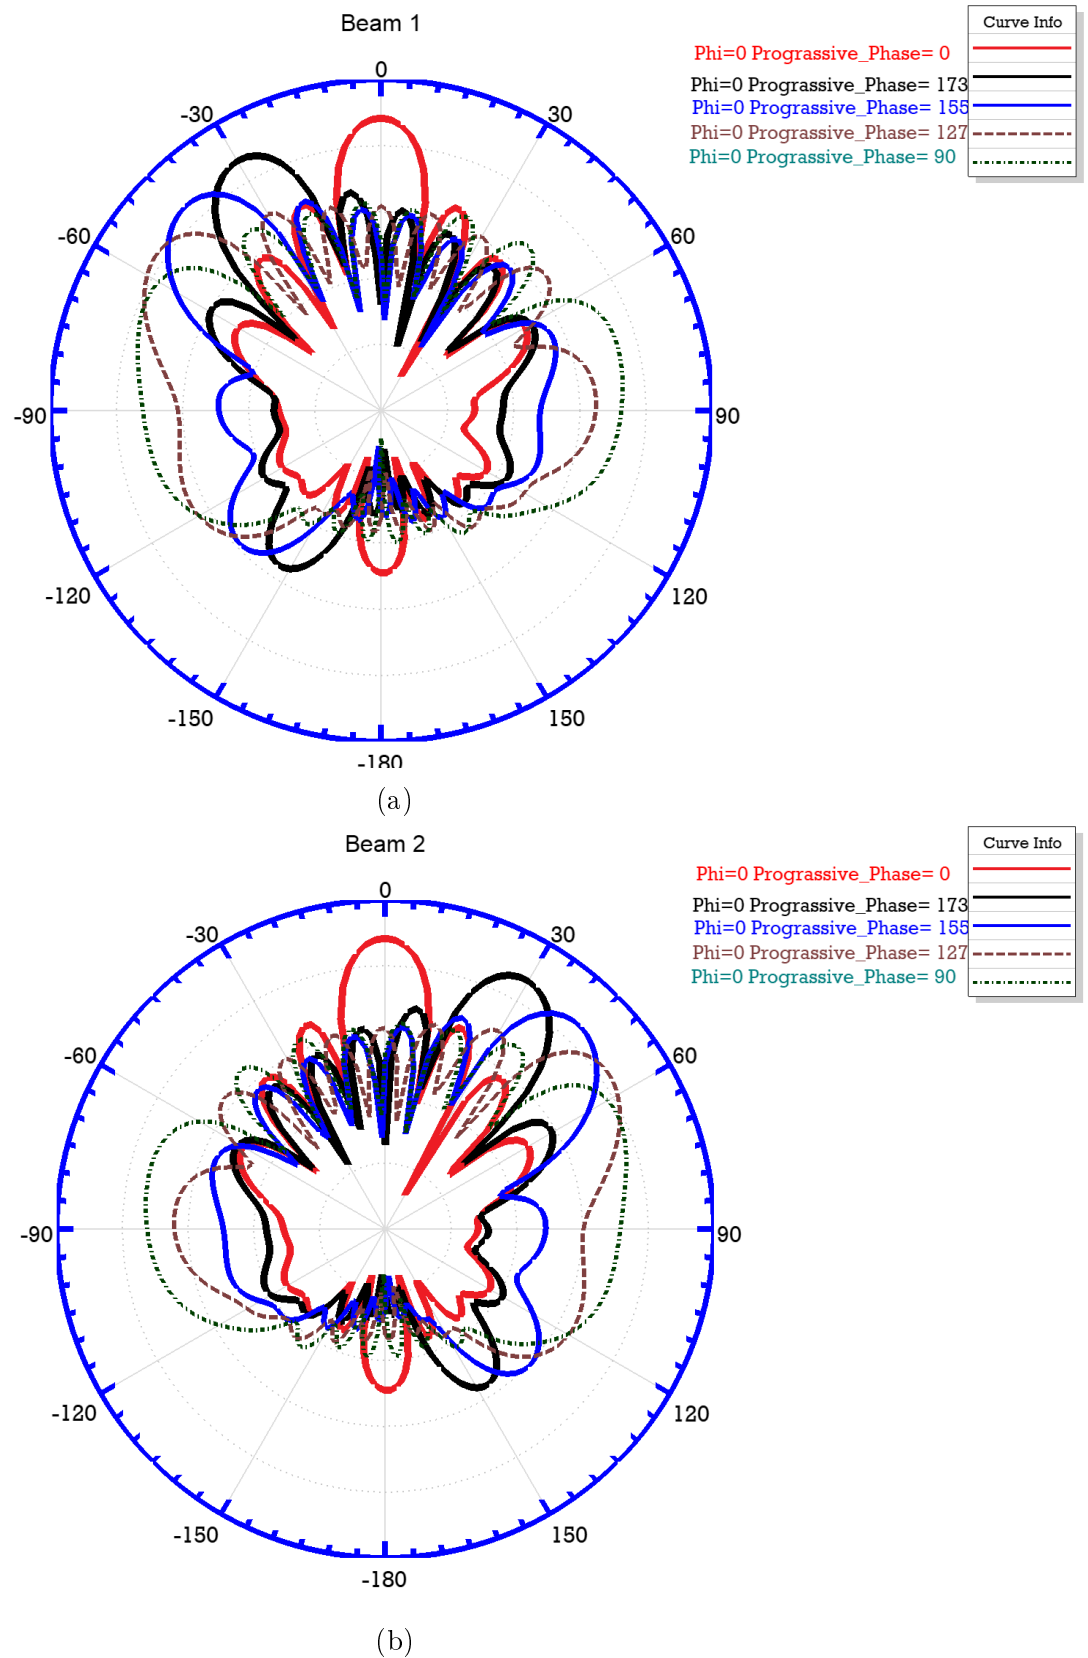 Beam 1
Curve Info
Phi=0 Prograssive_Phase= 0
Phi=0 Prograssive_Phase= 173
Phi=0 Prograssive_Phase= 155
Phi=0 Prograssive_Phase= 127
Phi=0 Prograssive_Phase= 90
0
-30
30
-60
60
-90
90
-120
120
-150
150
-180
(a)
Beam 2
Curve Info
Phi=0 Prograssive_Phase= 0
Phi=0 Prograssive_Phase= 173
Phi=0 Prograssive_Phase= 155
Phi=0 Prograssive_Phase= 127
Phi=0 Prograssive_Phase= 90
0
-30
30
-60
60
-90
90
-120
120
-150
150
-180
(b)